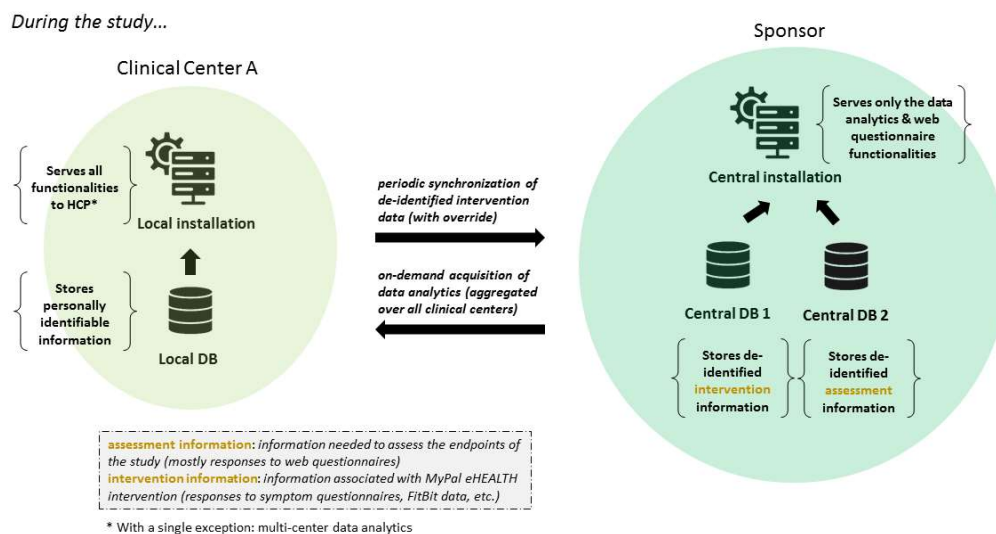 During the study...
Clinical Center A
Serves all
functionalities
to HCP*
Local installation
Stores
personally
identifiable
information
Local DB
periodic synchronization of
de-identified intervention
data (with override)
on-demand acquisition of
data analytics (aggregated
over all clinical centers)
Sponsor
Serves only the data
analytics & web
questionnaire
functionalities
Central installation
Central DB 1
Central DB 2
Stores de-
identified
intervention
information
Stores de-
identified
assessment
information
assessment information: information needed to assess the endpoints of
the study (mostly responses to web questionnaires)
intervention information: information associated with MyPal eHEALTH
intervention (responses to symptom questionnaires, FitBit data, etc.)
* With a single exception: multi-center data analytics